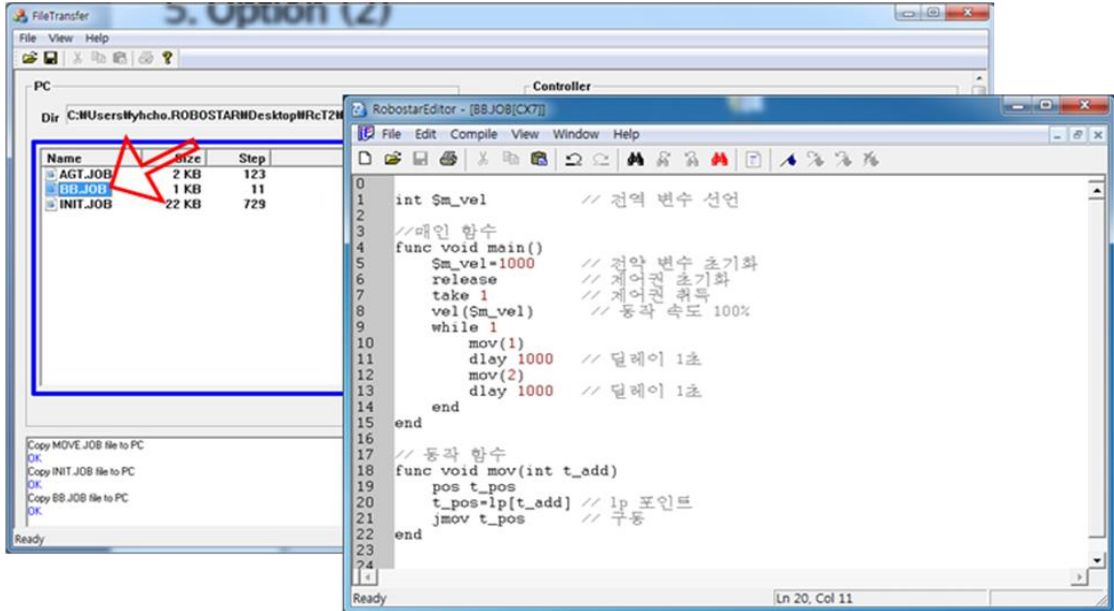 5. Option (2)
FileTransfer
File View Help
PC
Controller
Dir C:₩Users₩yhcho.ROBOSTAR₩Desktop₩RcT2₩
Name Size Step
AGT.JOB 2 KB 123
BB.JOB 1 KB 11
INIT.JOB 22 KB 729
Copy MOVE.JOB file to PC
OK
Copy INIT.JOB file to PC
OK
Copy BB.JOB file to PC
OK
Ready
RobostarEditor - [BB.JOB[CX7]]
File Edit Compile View Window Help
0
1 int $m_vel // 전역 변수 선언
2
3 //메인 함수
4 func void main()
5 $m_vel=1000 // 전약 변수 초기화
6 release // 제어권 초기화
7 take 1 // 제어권 취득
8 vel($m_vel) // 동작 속도 100%
9 while 1
10 mov(1)
11 dlay 1000 // 딜레이 1초
12 mov(2)
13 dlay 1000 // 딜레이 1초
14 end
15 end
16
17 // 동작 함수
18 func void mov(int t_add)
19 pos t_pos
20 t_pos=lp[t_add] // lp 포인트
21 jmov t_pos // 구동
22 end
23
24
Ready
Ln 20, Col 11